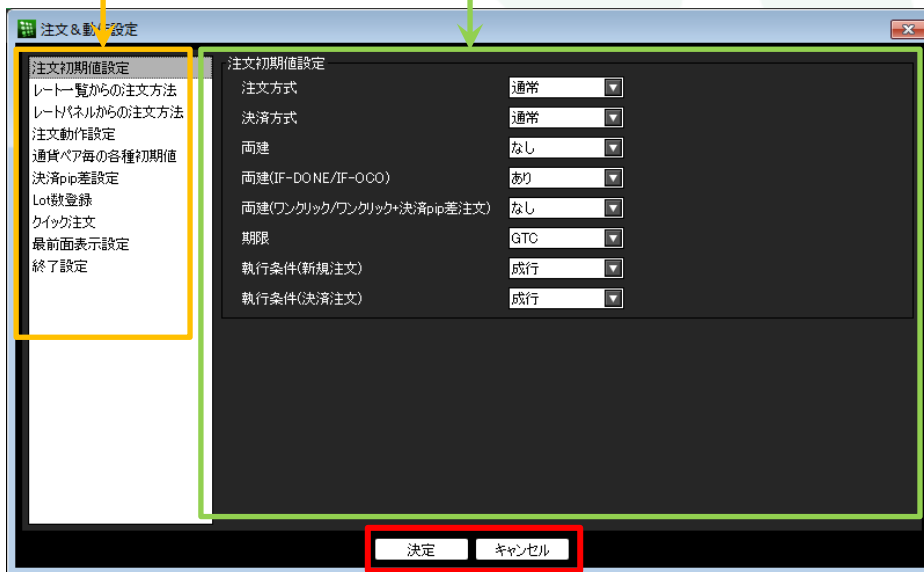 注文&動作設定
注文初期値設定
レート一覧からの注文方法
レートパネルからの注文方法
注文動作設定
通貨ペア毎の各種初期値
決済pip差設定
Lot数登録
クイック注文
最前面表示設定
終了設定
注文初期値設定
注文方式 通常
決済方式 通常
両建 なし
両建(IF-DONE/IF-OCO) あり
両建(ワンクリック/ワンクリック+決済pip差注文) なし
期限 GTC
執行条件(新規注文) 成行
執行条件(決済注文) 成行
決定 キャンセル